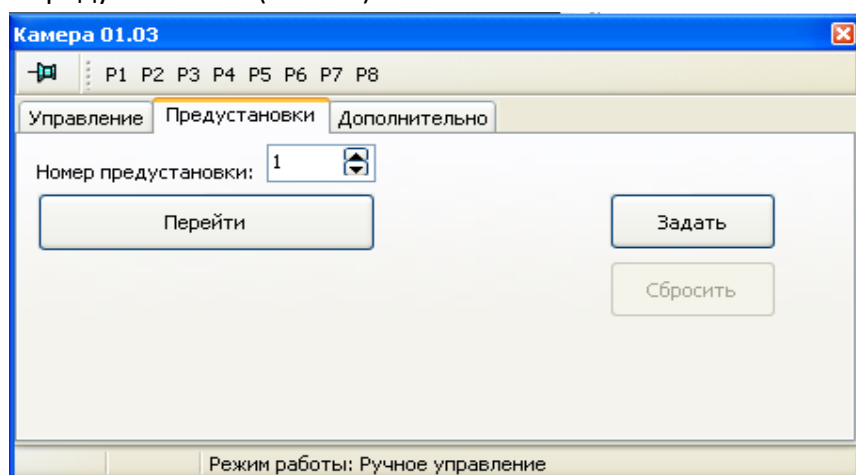 Камера 01.03
P1 P2 P3 P4 P5 P6 P7 P8
Управление Предустановки Дополнительно
Номер предустановки: 1
Перейти Задать
Сбросить
Режим работы: Ручное управление